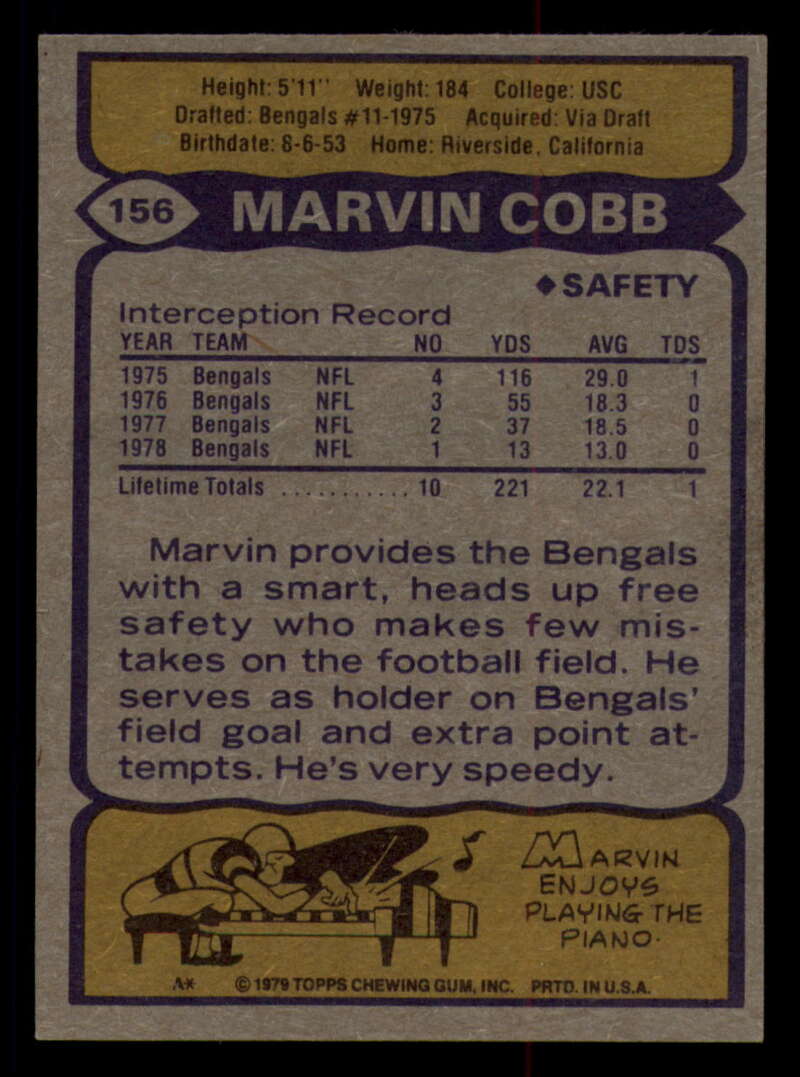 Height: 5'11" Weight: 184 College: USC
Drafted: Bengals #11-1975 Acquired: Via Draft
Birthdate: 8-6-53 Home: Riverside, California
156 MARVIN COBB
♦SAFETY
Interception Record
YEAR TEAM NO YDS AVG TDS
1975 Bengals NFL 4 116 29.0 1
1976 Bengals NFL 3 55 18.3 0
1977 Bengals NFL 2 37 18.5 0
1978 Bengals NFL 1 13 13.0 0
Lifetime Totals ............ 10 221 22.1 1
Marvin provides the Bengals
with a smart, heads up free
safety who makes few mis-
takes on the football field. He
serves as holder on Bengals'
field goal and extra point at-
tempts. He's very speedy.
MARVIN
ENJOYS
PLAYING THE
PIANO.
A* © 1979 TOPPS CHEWING GUM, INC. PRTD. IN U.S.A.